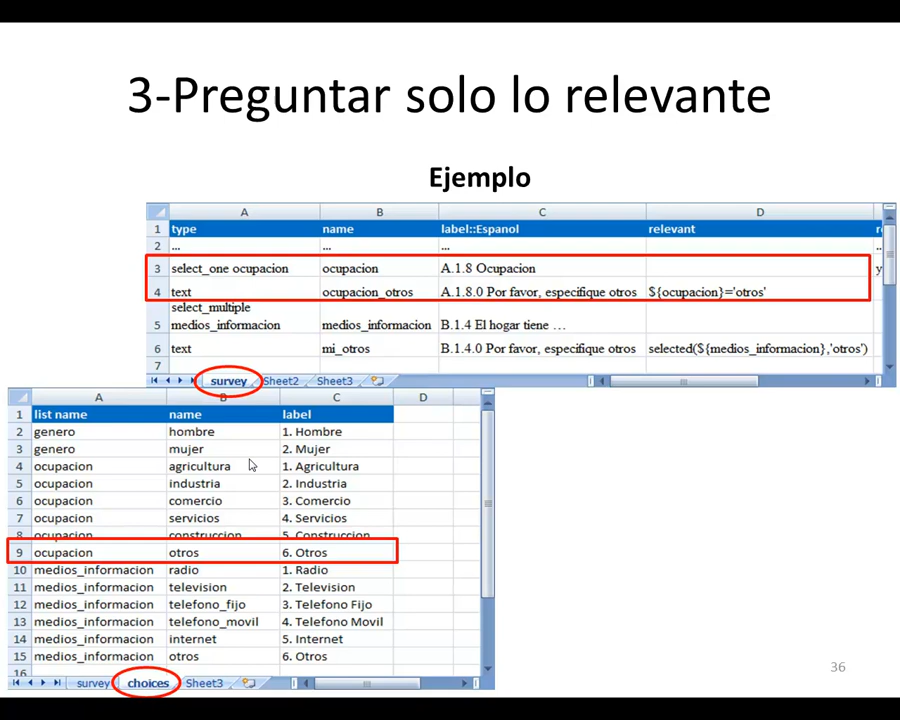 3-Preguntar solo lo relevante
Ejemplo
A B C D
1 type name label::Espanol relevant
2 ... ... ...
3 select_one ocupacion ocupacion A.1.8 Ocupacion
4 text ocupacion_otros A.1.8.0 Por favor, especifique otros ${ocupacion}='otros'
select_multiple
5 medios_informacion medios_informacion B.1.4 El hogar tiene ...
6 text mi_otros B.1.4.0 Por favor, especifique otros selected(${medios_informacion},'otros')
7
survey Sheet2 Sheet3
A B C D
1 list name name label
2 genero hombre 1. Hombre
3 genero mujer 2. Mujer
4 ocupacion agricultura 1. Agricultura
5 ocupacion industria 2. Industria
6 ocupacion comercio 3. Comercio
7 ocupacion servicios 4. Servicios
8 ocupacion construccion 5. Construccion
9 ocupacion otros 6. Otros
10 medios_informacion radio 1. Radio
11 medios_informacion television 2. Television
12 medios_informacion telefono_fijo 3. Telefono Fijo
13 medios_informacion telefono_movil 4. Telefono Movil
14 medios_informacion internet 5. Internet
15 medios_informacion otros 6. Otros
16
survey choices Sheet3
36